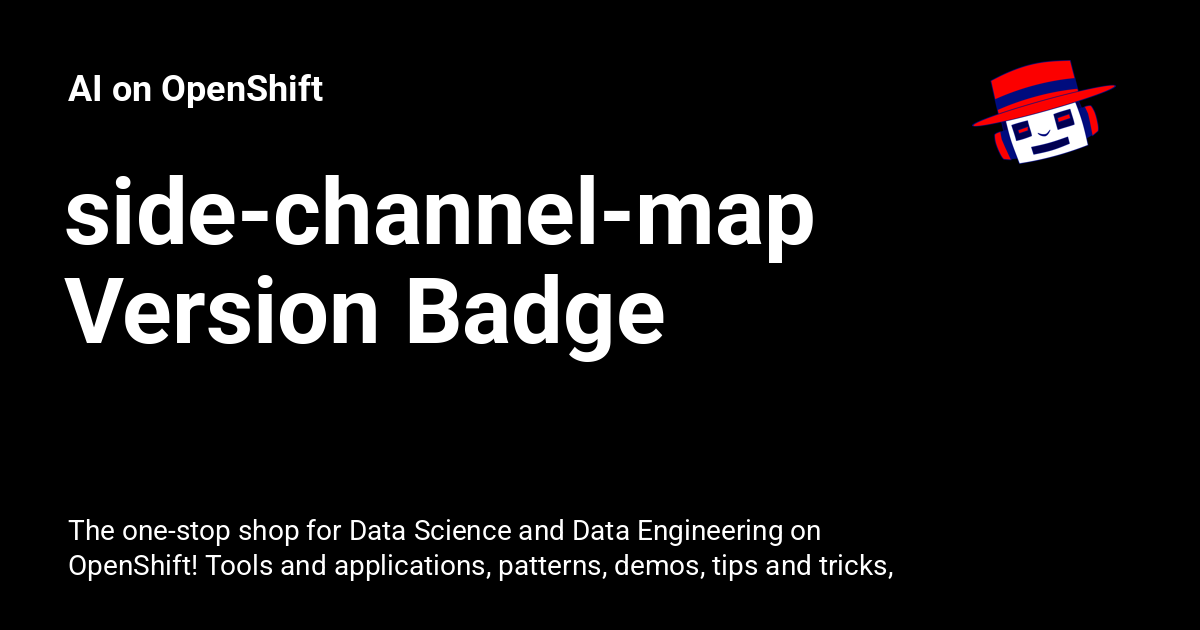 AI on OpenShift
side-channel-map
Version Badge
The one-stop shop for Data Science and Data Engineering on
OpenShift! Tools and applications, patterns, demos, tips and tricks,